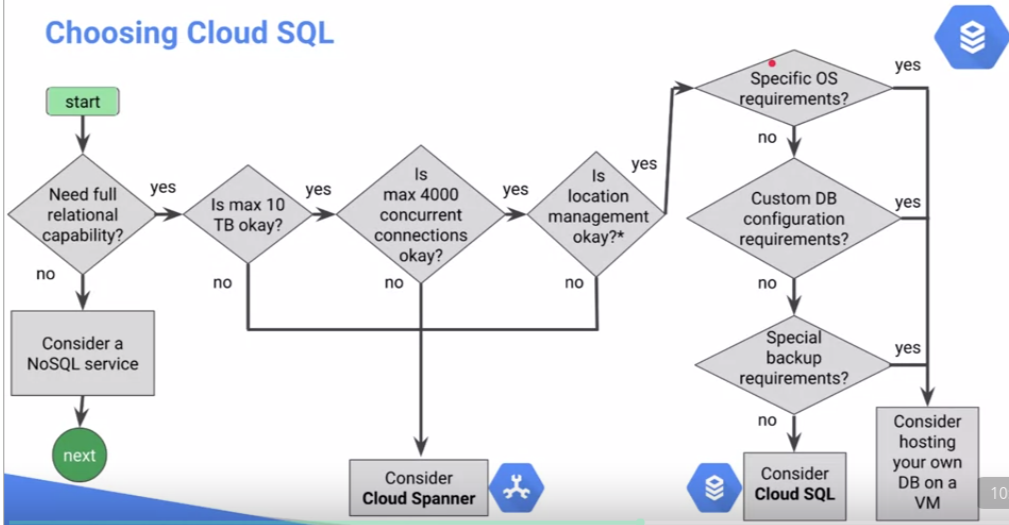 Choosing Cloud SQL
start
Need full
relational
capability?
yes
no
Consider a
NoSQL service
next
Is max 10
TB okay?
yes
no
Is
max 4000
concurrent
connections
okay?
yes
no
Is
location
management
okay?*
yes
no
Consider
Cloud Spanner
Specific OS
requirements?
yes
no
Custom DB
configuration
requirements?
yes
no
Special
backup
requirements?
yes
no
Consider
Cloud SQL
Consider
hosting
your own
DB on a
VM
10